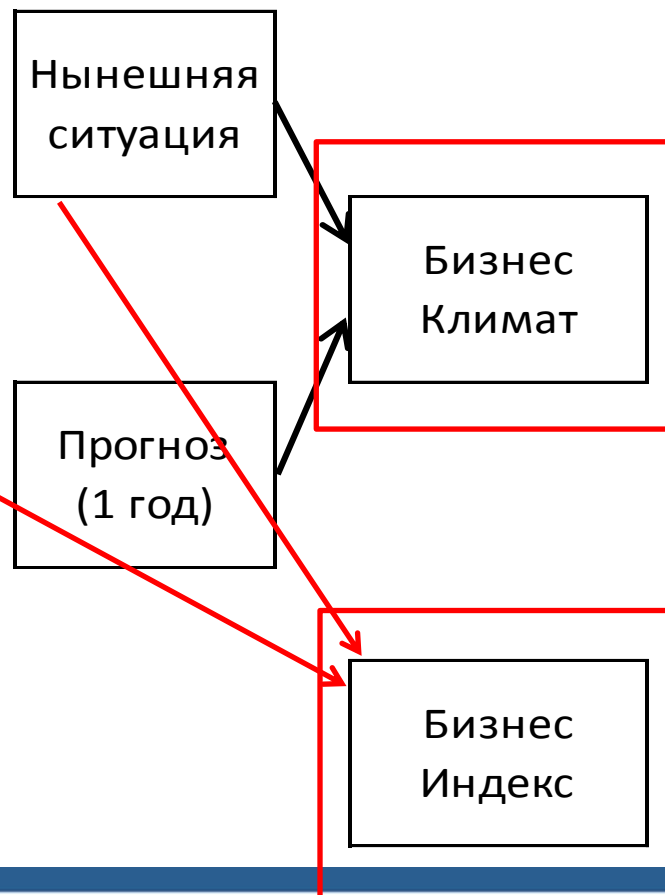 Нынешняя
ситуация
Бизнес
Климат
Прогноз
(1 год)
Бизнес
Индекс